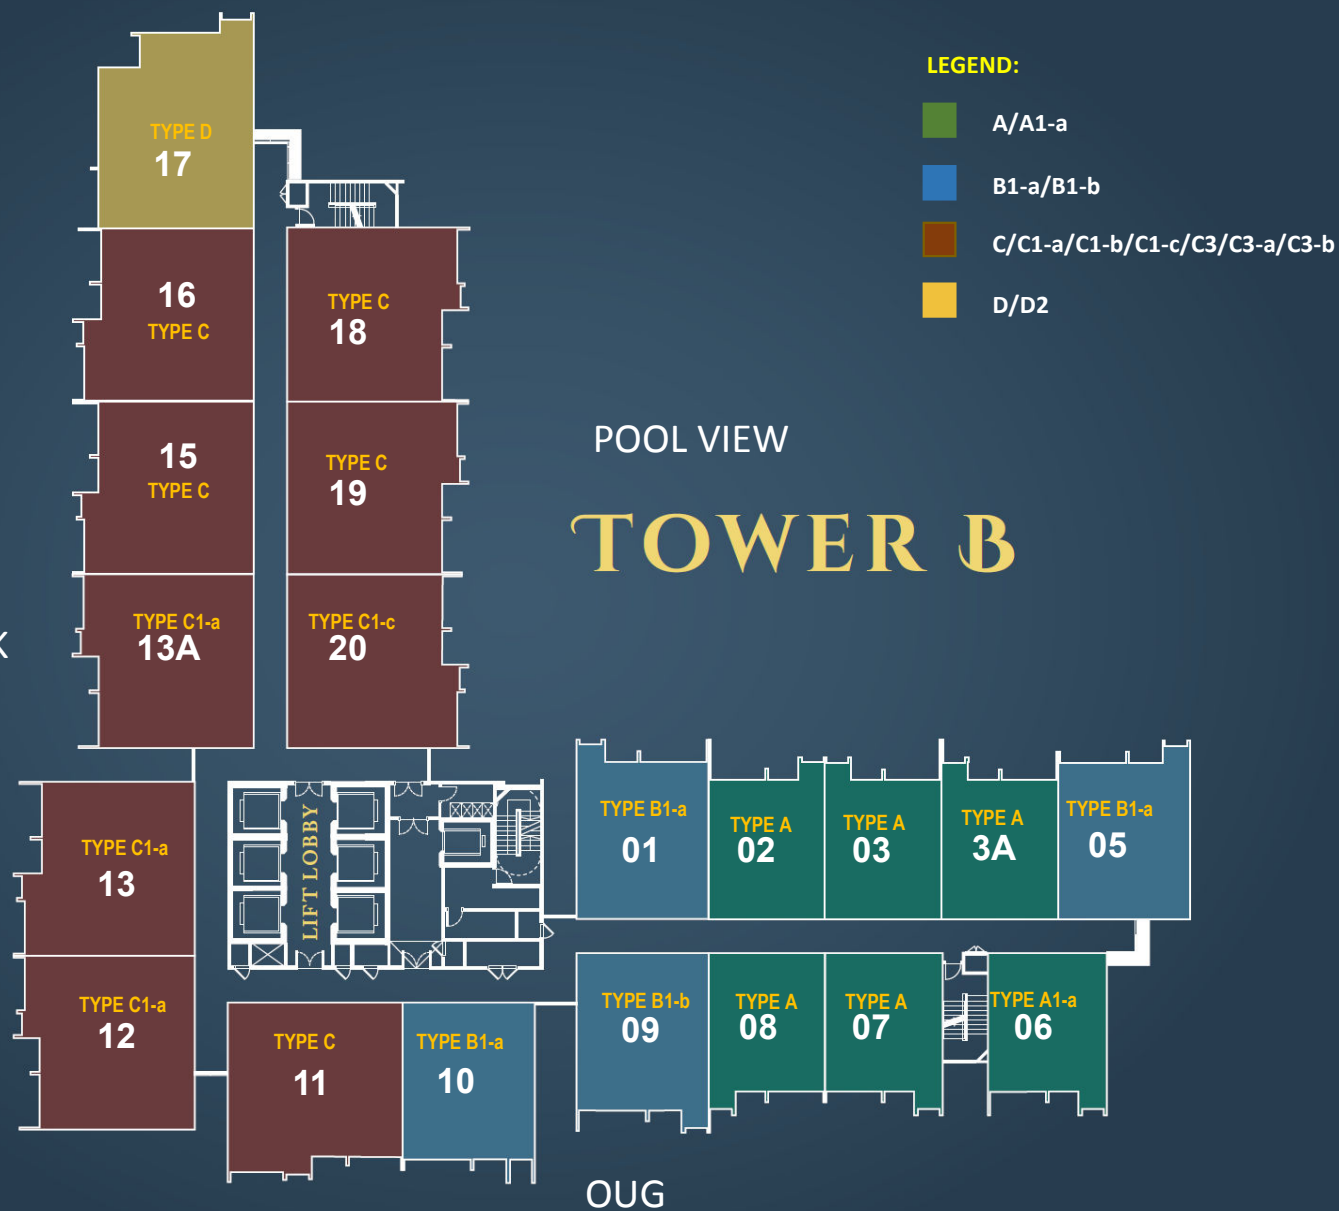 LEGEND:
A/A1-a
B1-a/B1-b
C/C1-a/C1-b/C1-c/C3/C3-a/C3-b
D/D2
TYPE D
17
16
TYPE C
TYPE C
18
15
TYPE C
TYPE C
19
POOL VIEW
TOWER B
TYPE C1-a
13A
TYPE C1-c
20
K
TYPE C1-a
13
LIFT LOBBY
TYPE B1-a
01
TYPE A
02
TYPE A
03
TYPE A
3A
TYPE B1-a
05
TYPE C1-a
12
TYPE C
11
TYPE B1-a
10
TYPE B1-b
09
TYPE A
08
TYPE A
07
TYPE A1-a
06
OUG